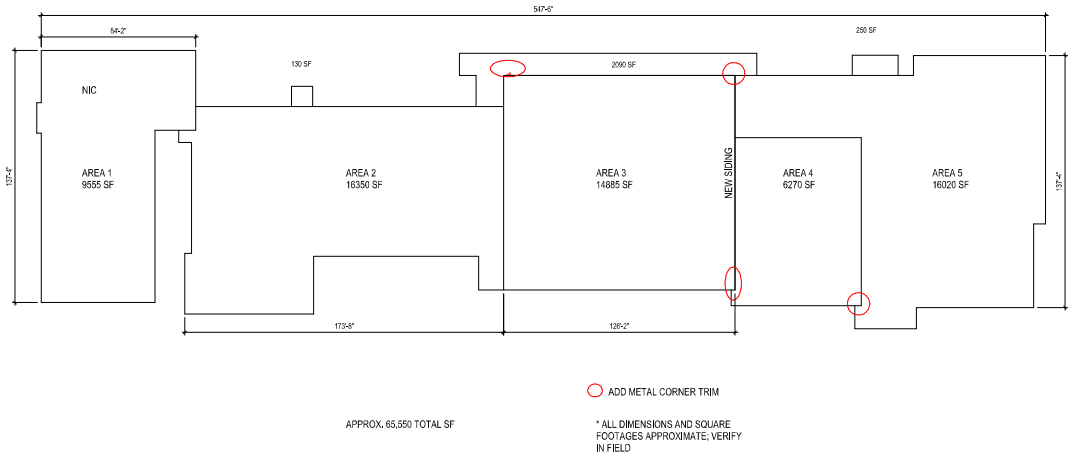 547'-6"
84'-2"
250 SF
130 SF
2090 SF
NIC
137'-4"
AREA 1
9555 SF
AREA 2
16350 SF
AREA 3
14885 SF
NEW SIDING
AREA 4
6270 SF
AREA 5
16020 SF
137'-4"
173'-8"
126'-2"
ADD METAL CORNER TRIM
APPROX. 65,550 TOTAL SF
* ALL DIMENSIONS AND SQUARE
FOOTAGES APPROXIMATE; VERIFY
IN FIELD